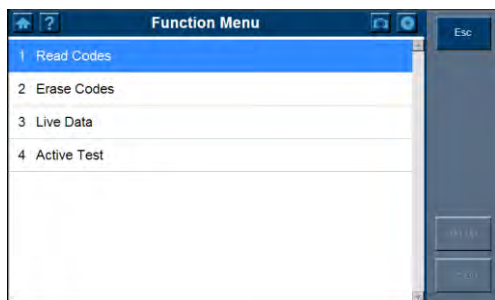 ? Function Menu
Esc
1 Read Codes
2 Erase Codes
3 Live Data
4 Active Test